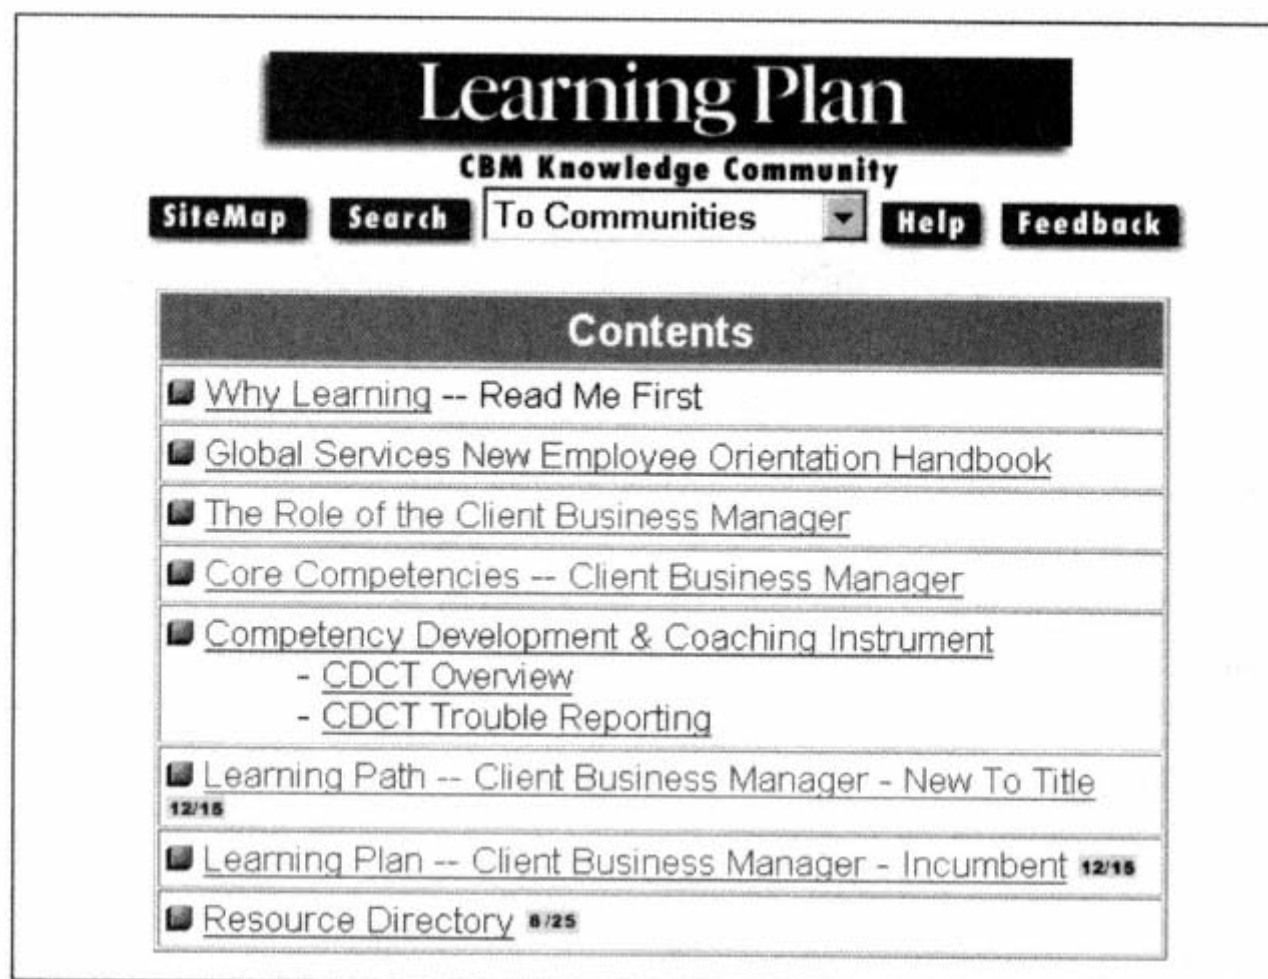 Learning Plan
CBM Knowledge Community
SiteMap Search To Communities Help Feedback
Contents
Why Learning -- Read Me First
Global Services New Employee Orientation Handbook
The Role of the Client Business Manager
Core Competencies -- Client Business Manager
Competency Development & Coaching Instrument
- CDCT Overview
- CDCT Trouble Reporting
Learning Path -- Client Business Manager - New To Title
12/15
Learning Plan -- Client Business Manager - Incumbent 12/15
Resource Directory 8/25